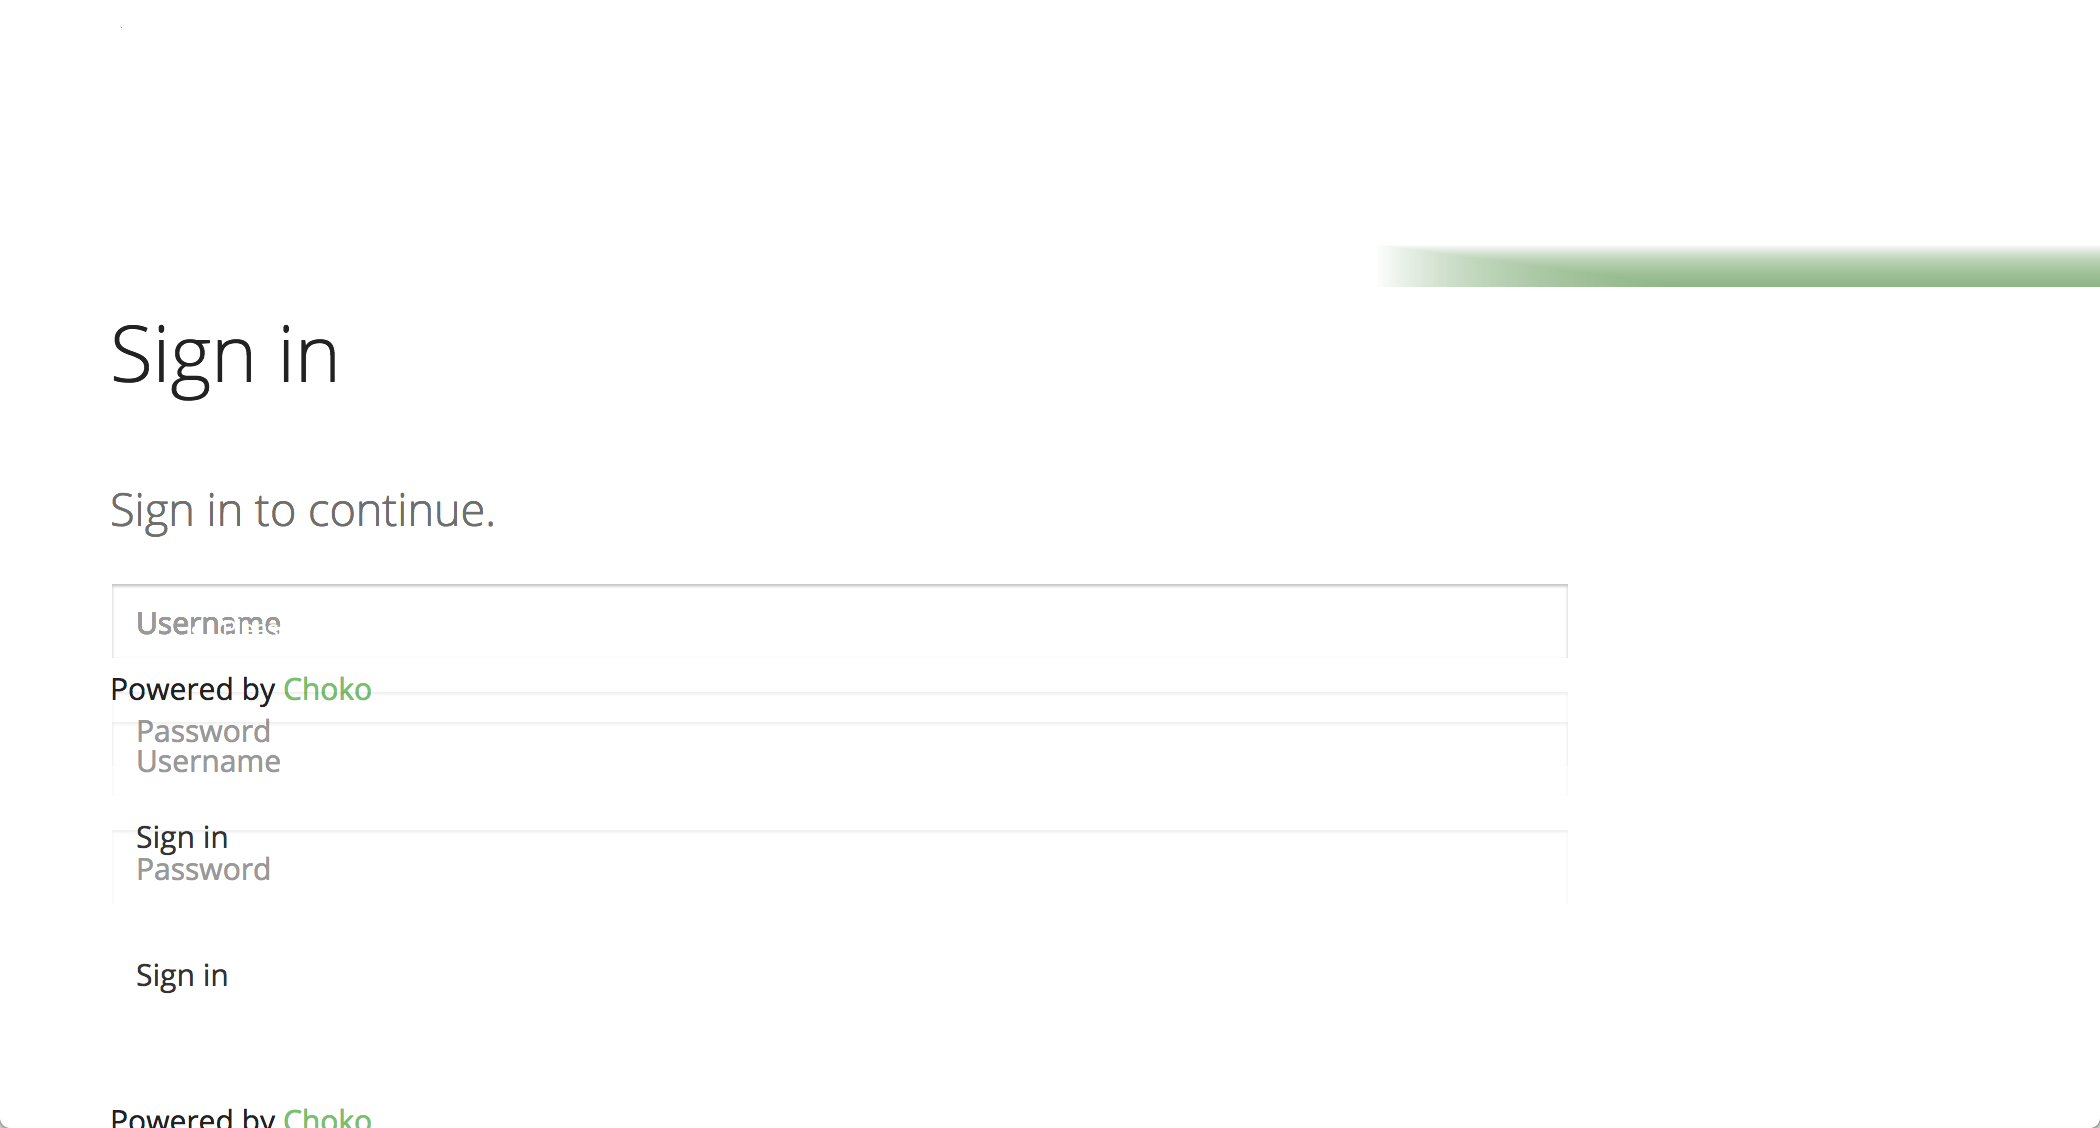 Sign in
Sign in to continue.
Username
Powered by Choko
Password
Username
Sign in
Password
Sign in
Powered by Choko